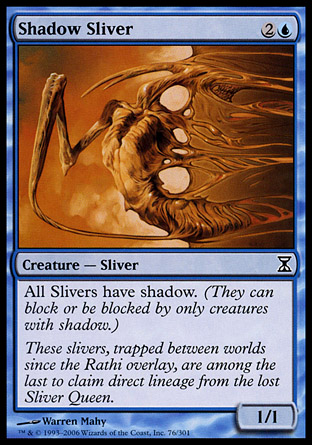 Shadow Sliver 2
Creature — Sliver
All Slivers have shadow. (They can
block or be blocked by only creatures
with shadow.)
These slivers, trapped between worlds
since the Rathi overlay, are among the
last to claim direct lineage from the lost
Sliver Queen.
Warren Mahy
™ & © 1993–2006 Wizards of the Coast, Inc. 76/301
1/1